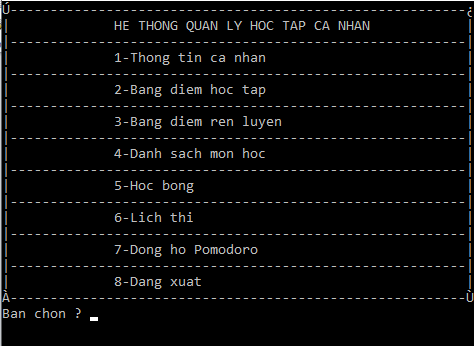 HE THONG QUAN LY HOC TAP CA NHAN
1-Thong tin ca nhan
2-Bang diem hoc tap
3-Bang diem ren luyen
4-Danh sach mon hoc
5-Hoc bong
6-Lich thi
7-Dong ho Pomodoro
8-Dang xuat
Ban chon ?